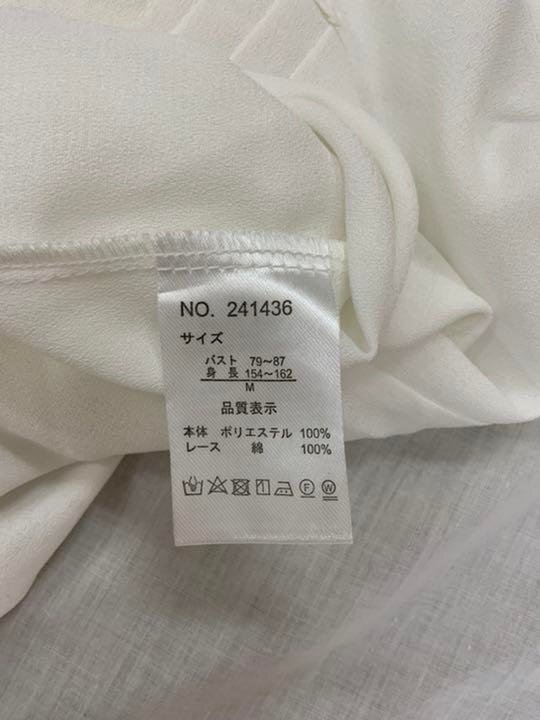 NO. 241436
サイズ
バスト 79〜87
身 長 154〜162
M
品質表示
本体 ポリエステル 100%
レース 綿 100%
F W